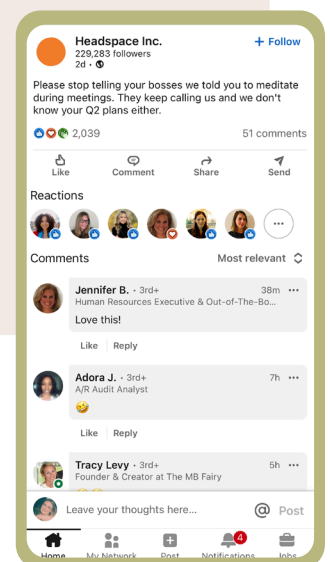 Headspace Inc.
+ Follow
229,283 followers
2d •
Please stop telling your bosses we told you to meditate
during meetings. They keep calling us and we don't
know your Q2 plans either.
2,039
51 comments
Like
Comment
Share
Send
Reactions
Comments
Most relevant
Jennifer B. • 3rd+
38m
Human Resources Executive & Out-of-The-Bo...
Love this!
Like
Reply
Adora J. • 3rd+
7h
A/R Audit Analyst
Like
Reply
Tracy Levy • 3rd+
5h
Founder & Creator at The MB Fairy
Leave your thoughts here...
@ Post
4
Home
My Network
Post
Notifications
Jobs